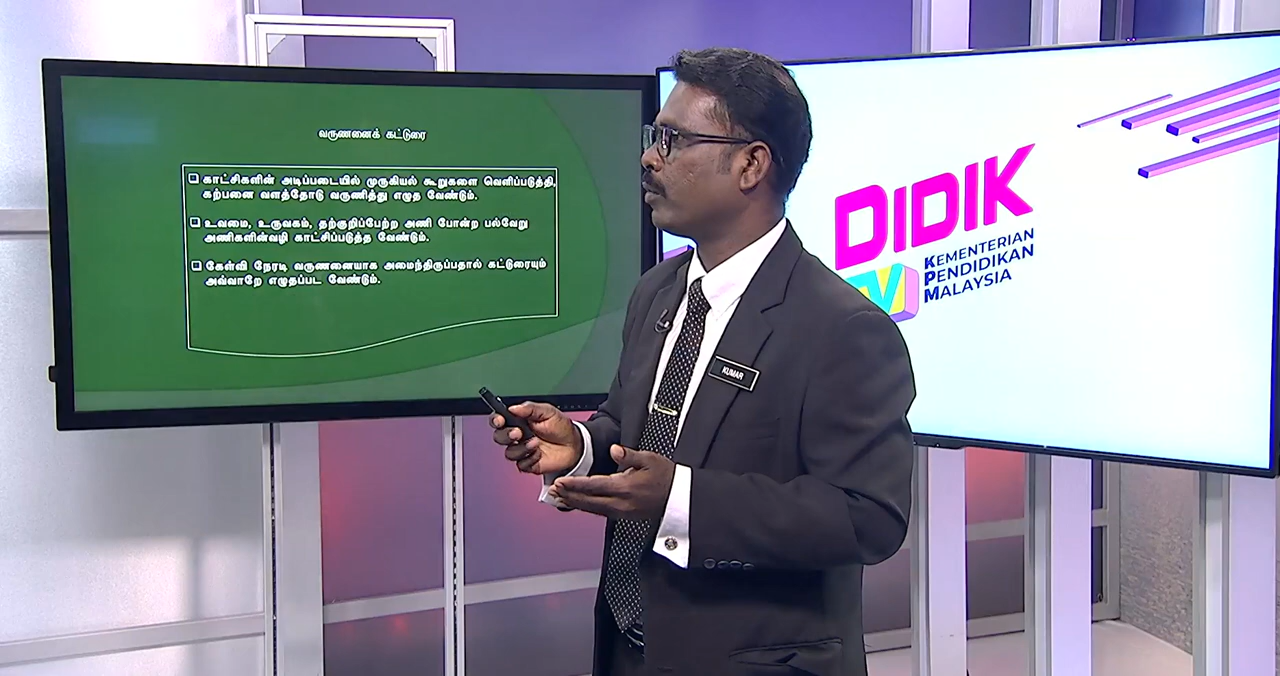 வருணனைக் கட்டுரை
காட்சிகளின் அடிப்படையில் முருகியல் கூறுகளை வெளிப்படுத்தி,
கற்பனை வளத்தோடு வருணித்து எழுத வேண்டும்.
உவமை, உருவகம், தற்குறிப்பேற்ற அணி போன்ற பல்வேறு
அணிகளின்வழி காட்சிப்படுத்த வேண்டும்.
கேள்வி நேரடி வருணனையாக அமைந்திருப்பதால் கட்டுரையும்
அவ்வாறே எழுதப்பட வேண்டும்.
KUMAR
DIDIK
TV
KEMENTERIAN
PENDIDIKAN
MALAYSIA